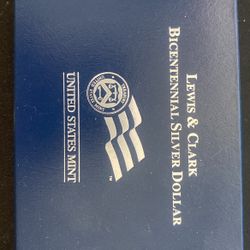 LEWIS & CLARK
BICENTENNIAL SILVER DOLLAR
UNITED STATES MINT